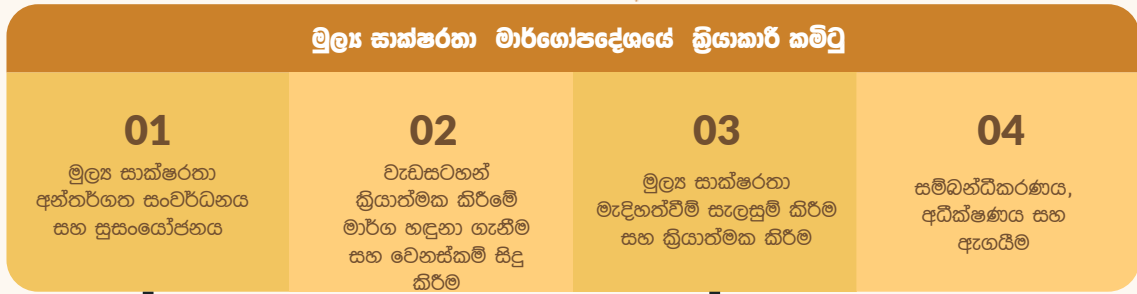 මූල්‍ය සාක්ෂරතා මාර්ගෝපදේශයේ ක්‍රියාකාරී කමිටු
01
මූල්‍ය සාක්ෂරතා
අන්තර්ගත සංවර්ධනය
සහ සුසංයෝජනය
02
වැඩසටහන්
ක්‍රියාත්මක කිරීමේ
මාර්ග හඳුනා ගැනීම
සහ වෙනස්කම් සිදු
කිරීම
03
මූල්‍ය සාක්ෂරතා
මැදිහත්වීම් සැලසුම් කිරීම
සහ ක්‍රියාත්මක කිරීම
04
සම්බන්ධීකරණය,
අධීක්ෂණය සහ
ඇගයීම